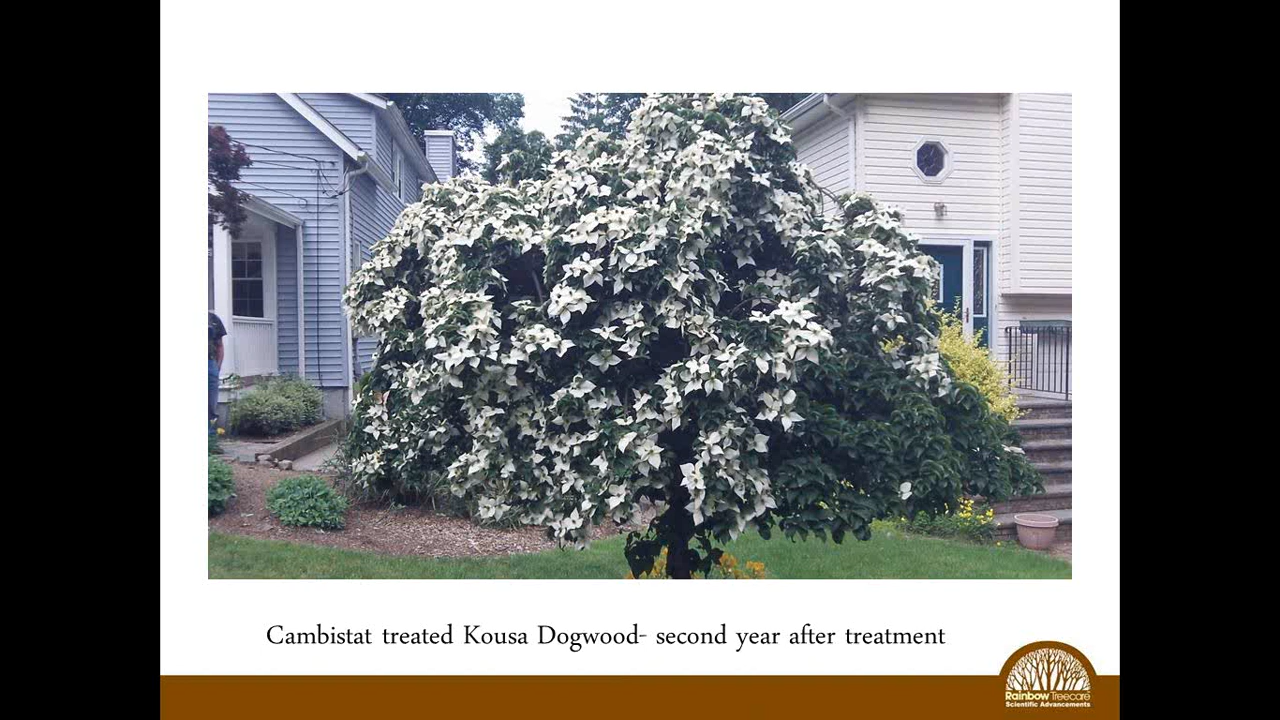 Cambistat treated Kousa Dogwood- second year after treatment
Rainbow Treecare
Scientific Advancements